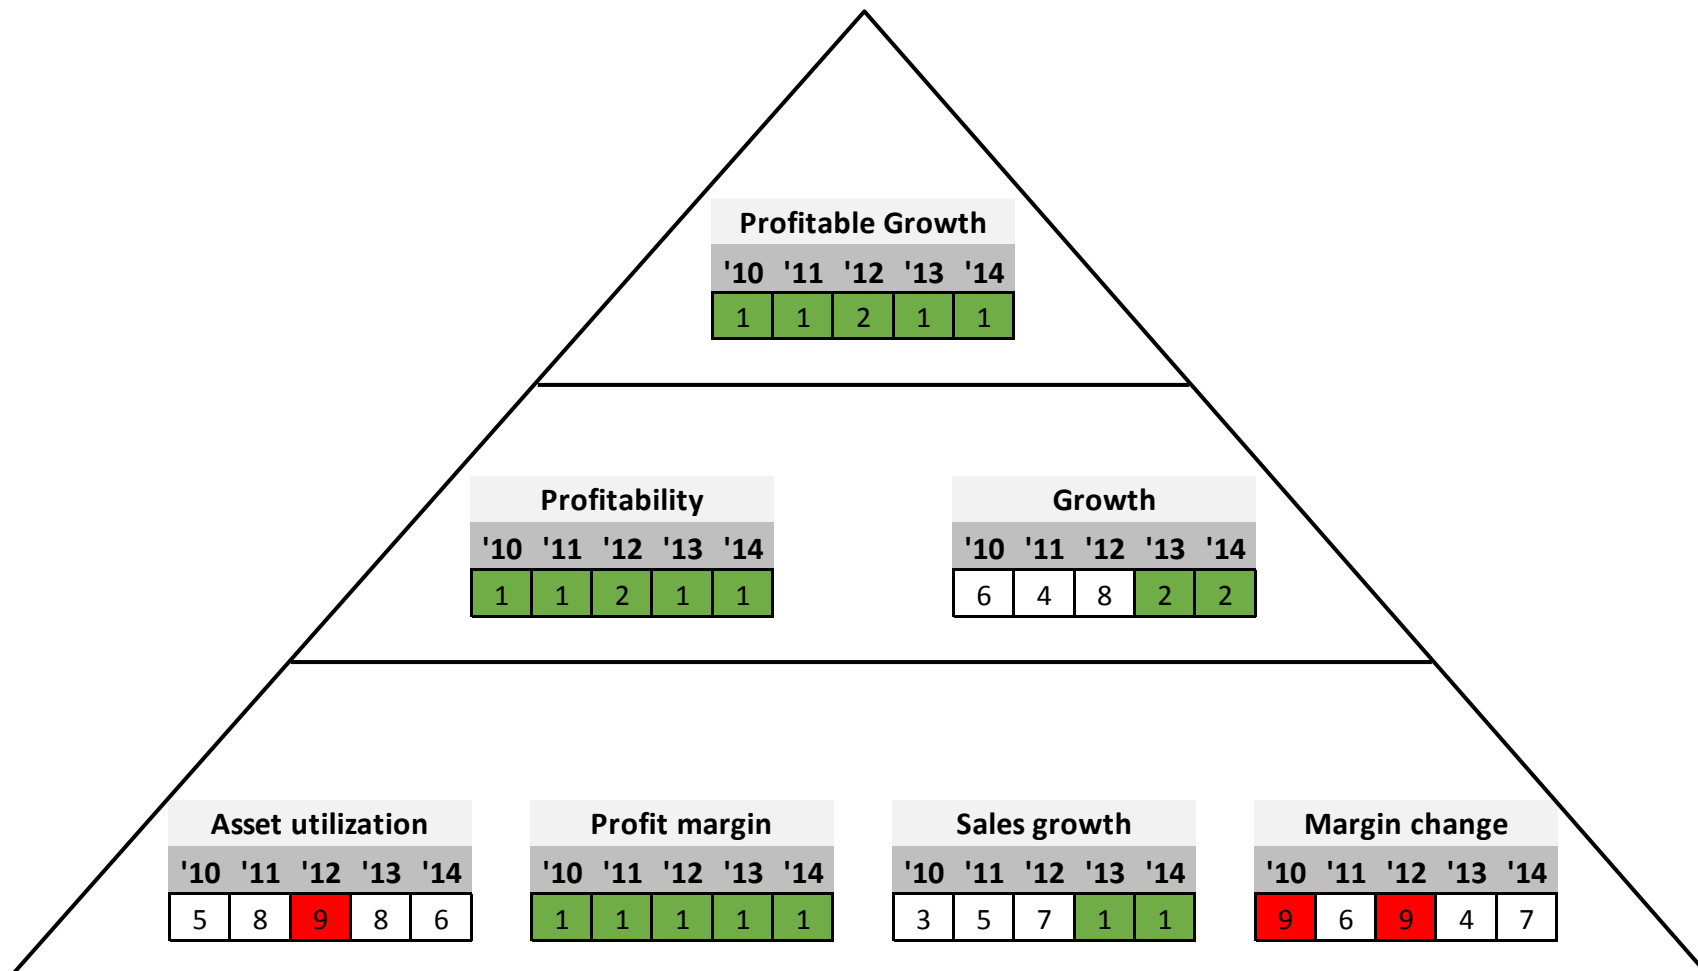 Profitable Growth
'10 '11 '12 '13 '14
1 1 2 1 1
Profitability
'10 '11 '12 '13 '14
1 1 2 1 1
Growth
'10 '11 '12 '13 '14
6 4 8 2 2
Asset utilization
'10 '11 '12 '13 '14
5 8 9 8 6
Profit margin
'10 '11 '12 '13 '14
1 1 1 1 1
Sales growth
'10 '11 '12 '13 '14
3 5 7 1 1
Margin change
'10 '11 '12 '13 '14
9 6 9 4 7